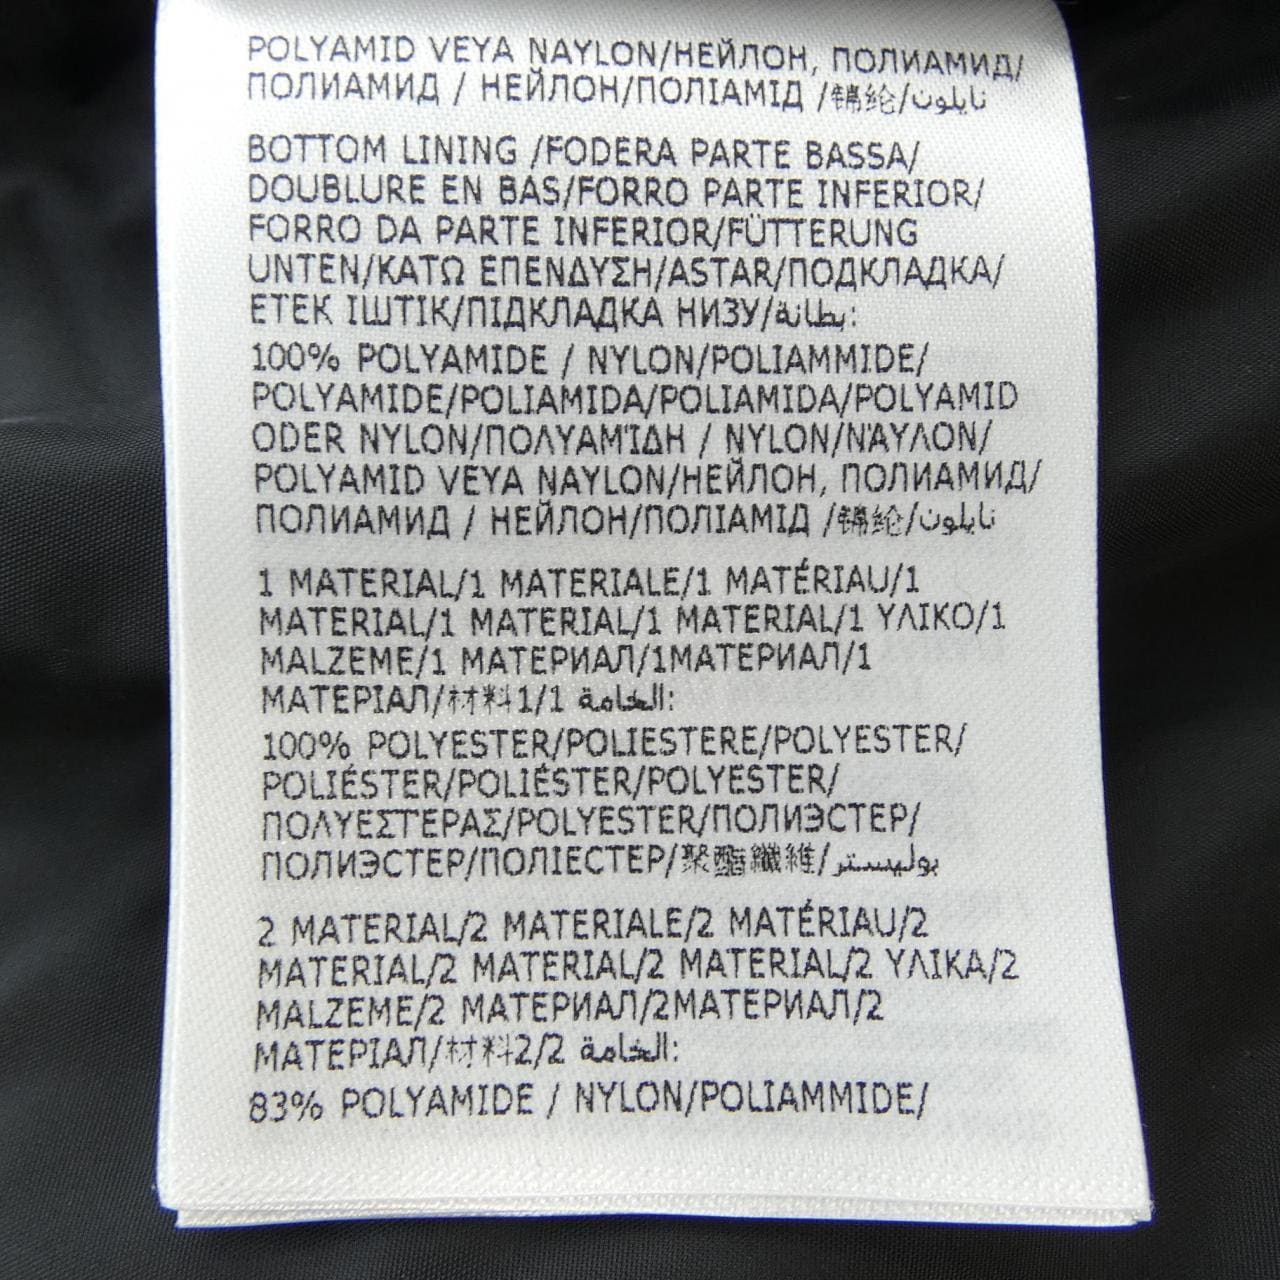 POLYAMID VEYA NAYLON/НЕЙЛОН, ПОЛИАМИД/
ПОЛИАМИД / НЕЙЛОН/ПОЛІАМІД /锦纶/نايلون
BOTTOM LINING /FODERA PARTE BASSA/
DOUBLURE EN BAS/FORRO PARTE INFERIOR/
FORRO DA PARTE INFERIOR/FÜTTERUNG
UNTEN/ΚΑΤΩ ΕΠΕΝΔΥΣΗ/ASTAR/ПОДКЛАДКА/
ЕТЕК ІШТІК/ПІДКЛАДКА НИЗУ/بطانة:
100% POLYAMIDE / NYLON/POLIAMMIDE/
POLYAMIDE/POLIAMIDA/POLIAMIDA/POLYAMID
ODER NYLON/ΠΟΛΥΑΜΊΔΗ / NYLON/ΝΆΥΛΟΝ/
POLYAMID VEYA NAYLON/НЕЙЛОН, ПОЛИАМИД/
ПОЛИАМИД / НЕЙЛОН/ПОЛІАМІД /锦纶/نايلون
1 MATERIAL/1 MATERIALE/1 MATÉRIAU/1
MATERIAL/1 MATERIAL/1 MATERIAL/1 ΥΛΙΚΟ/1
MALZEME/1 МАТЕРИАЛ/1МАТЕРИАЛ/1
МАТЕРІАЛ/材料1/1 الخامة:
100% POLYESTER/POLIESTERE/POLYESTER/
POLIÉSTER/POLIÉSTER/POLYESTER/
ΠΟΛΥΕΣΤΕΡΑΣ/POLYESTER/ПОЛИЭСТЕР/
ПОЛИЭСТЕР/ПОЛІЕСТЕР/聚酯纖維/بوليستر
2 MATERIAL/2 MATERIALE/2 MATÉRIAU/2
MATERIAL/2 MATERIAL/2 MATERIAL/2 ΥΛΙΚΑ/2
MALZEME/2 МАТЕРИАЛ/2МАТЕРИАЛ/2
МАТЕРІАЛ/材料2/2 الخامة:
83% POLYAMIDE / NYLON/POLIAMMIDE/